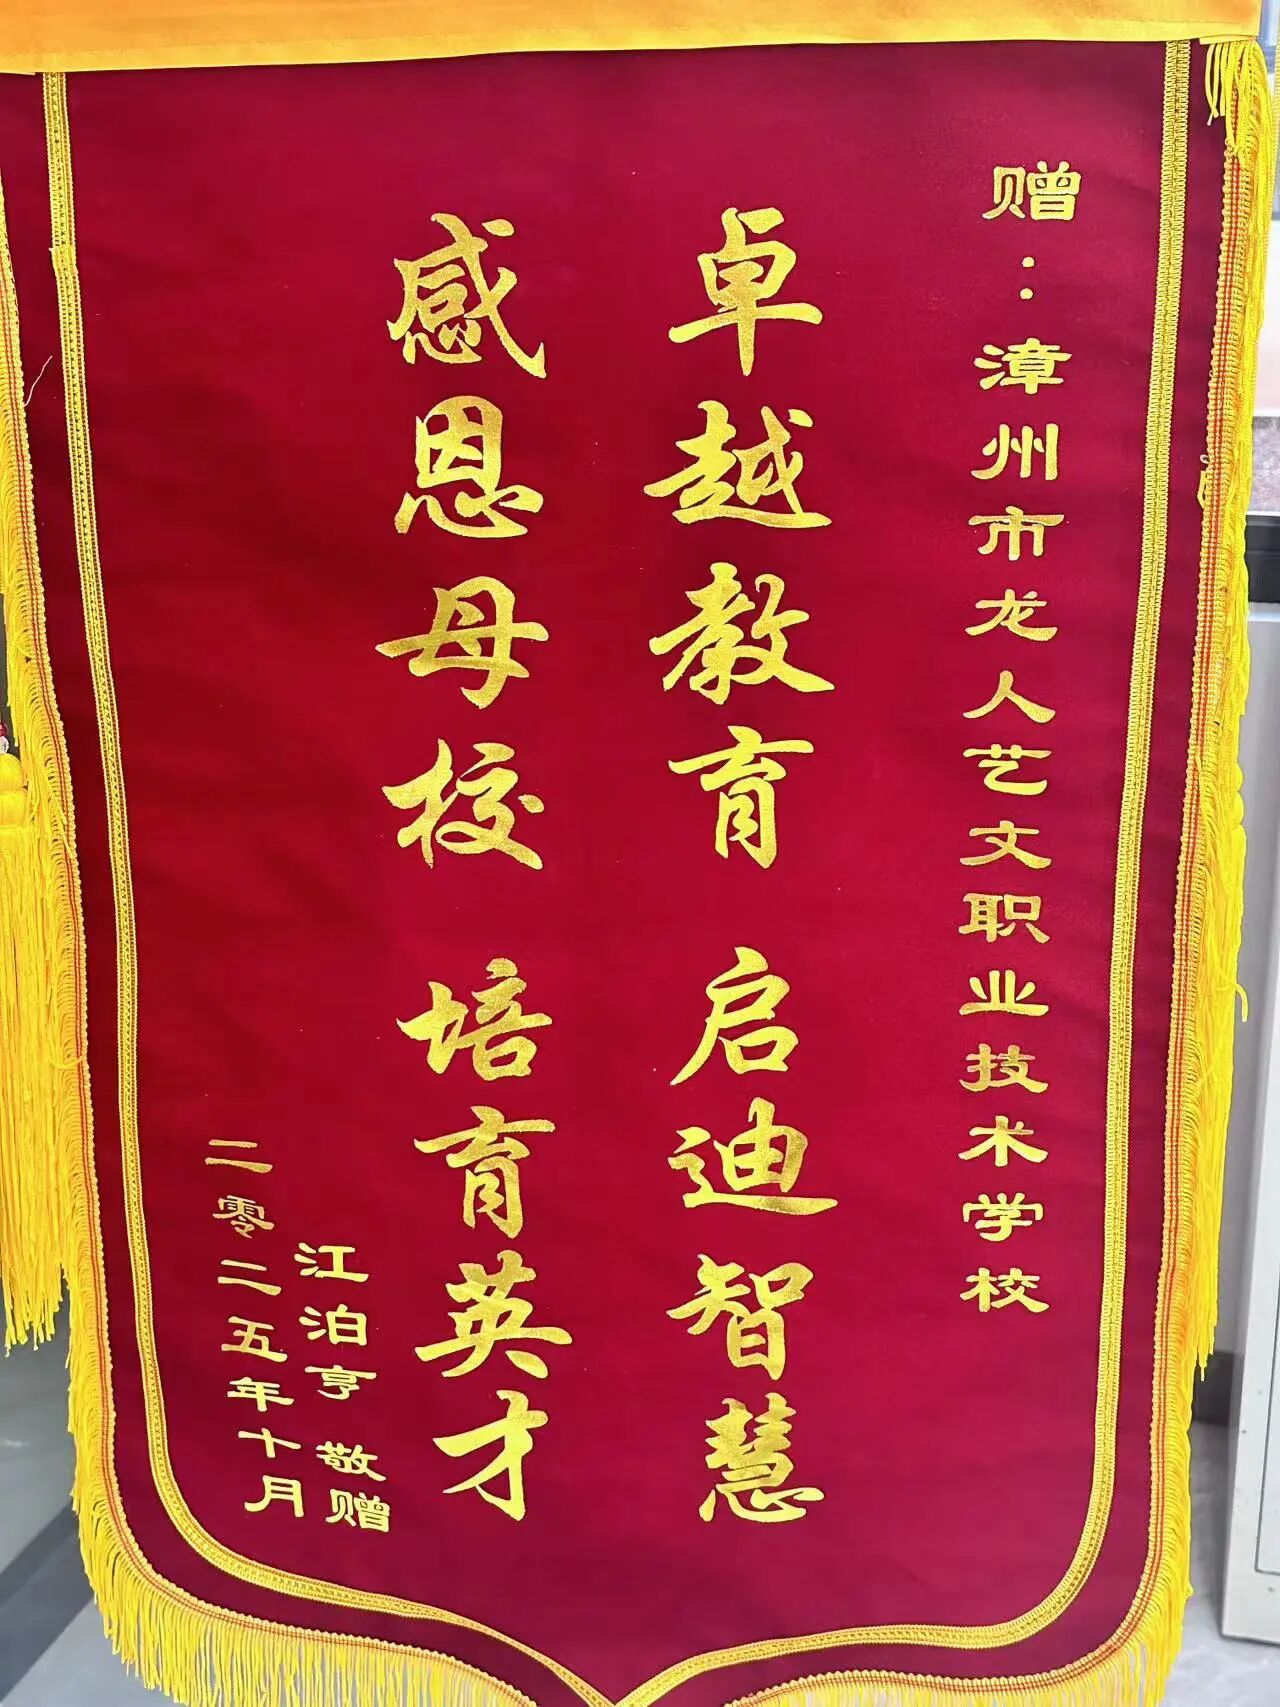 赠：漳州市龙人艺文职业技术学校
卓越教育 启迪智慧
感恩母校 培育英才
江泊亨 敬赠
二零二五年十月